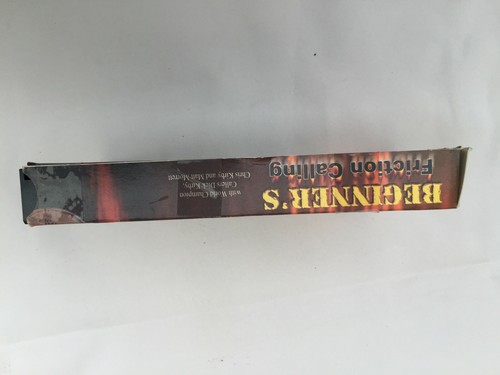 BEGINNER'S
Friction Calling
with World Champion
Callers Dick Kirby,
Chris Kirby and Matt Morrett